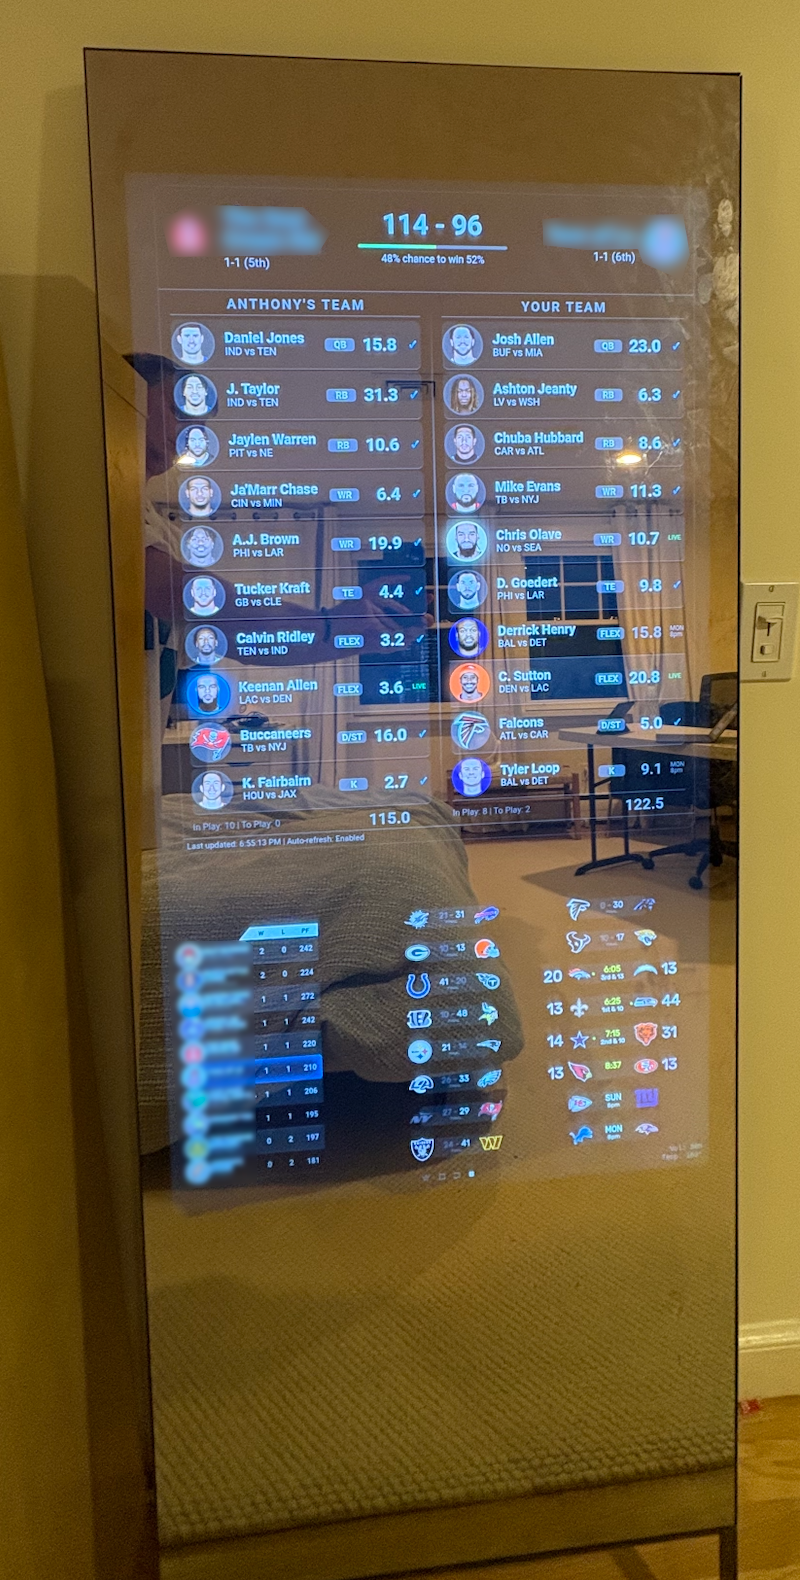 114 - 96
48% chance to win 52%
1-1 (5th)
1-1 (6th)
ANTHONY'S TEAM
YOUR TEAM
Daniel Jones QB 15.8 ✓
IND vs TEN
Josh Allen QB 23.0 ✓
BUF vs MIA
J. Taylor RB 31.3 ✓
IND vs TEN
Ashton Jeanty RB 6.3 ✓
LV vs WSH
Jaylen Warren RB 10.6 ✓
PIT vs NE
Chuba Hubbard RB 8.6 ✓
CAR vs ATL
Ja'Marr Chase WR 6.4 ✓
CIN vs MIN
Mike Evans WR 11.3 ✓
TB vs NYJ
A.J. Brown WR 19.9 ✓
PHI vs LAR
Chris Olave WR 10.7 LIVE
NO vs SEA
Tucker Kraft TE 4.4 ✓
GB vs CLE
D. Goedert TE 9.8 ✓
PHI vs LAR
Calvin Ridley FLEX 3.2 ✓
TEN vs IND
Derrick Henry FLEX 15.8 MON 8pm
BAL vs DET
Keenan Allen FLEX 3.6 LIVE
LAC vs DEN
C. Sutton FLEX 20.8 LIVE
DEN vs LAC
Buccaneers D/ST 16.0 ✓
TB vs NYJ
Falcons D/ST 5.0 ✓
ATL vs CAR
K. Fairbairn K 2.7 ✓
HOU vs JAX
Tyler Loop K 9.1 MON 8pm
BAL vs DET
In Play: 10 | To Play: 0 115.0
In Play: 8 | To Play: 2 122.5
Last updated: 6:55:13 PM | Auto-refresh: Enabled
W L PF
2 0 242
2 0 224
1 1 272
1 1 242
1 1 220
1 1 210
1 1 206
1 1 195
0 2 197
0 2 181
21 - 31
10 - 13
41 - 20
10 - 48
21 - 14
26 - 33
27 - 29
24 - 41
0 - 30
10 - 17
20 6:05 13
3rd & 13
13 6:25 44
1st & 10
14 7:15 31
2nd & 10
13 8:37 13
SUN
8pm
MON
8pm